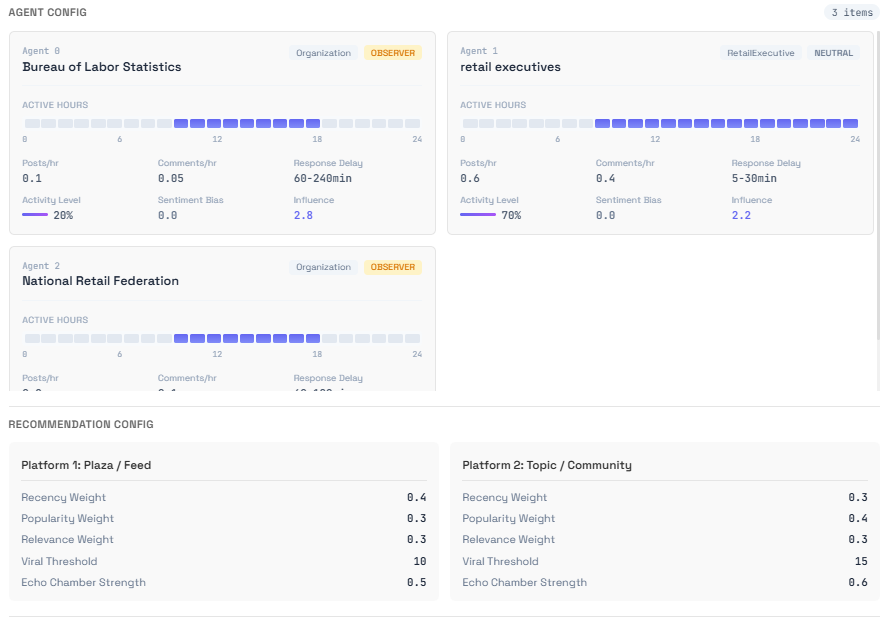 AGENT CONFIG
3 items
Agent 0
Organization
OBSERVER
Bureau of Labor Statistics
ACTIVE HOURS
0 6 12 18 24
Posts/hr Comments/hr Response Delay
0.1 0.05 60-240min
Activity Level Sentiment Bias Influence
20% 0.0 2.8
Agent 1
RetailExecutive
NEUTRAL
retail executives
ACTIVE HOURS
0 6 12 18 24
Posts/hr Comments/hr Response Delay
0.6 0.4 5-30min
Activity Level Sentiment Bias Influence
70% 0.0 2.2
Agent 2
Organization
OBSERVER
National Retail Federation
ACTIVE HOURS
0 6 12 18 24
Posts/hr Comments/hr Response Delay
RECOMMENDATION CONFIG
Platform 1: Plaza / Feed
Recency Weight 0.4
Popularity Weight 0.3
Relevance Weight 0.3
Viral Threshold 10
Echo Chamber Strength 0.5
Platform 2: Topic / Community
Recency Weight 0.3
Popularity Weight 0.4
Relevance Weight 0.3
Viral Threshold 15
Echo Chamber Strength 0.6